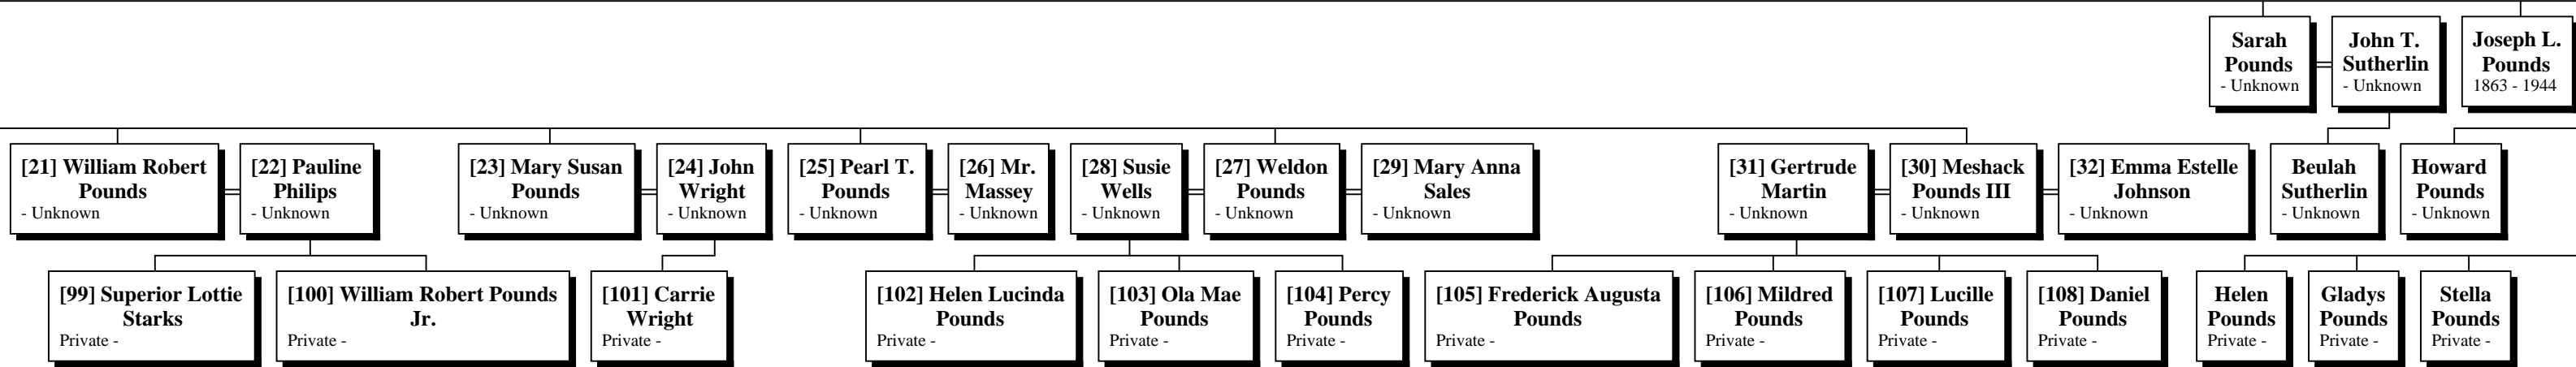 Sarah
Pounds
- Unknown
John T.
Sutherlin
- Unknown
Joseph L.
Pounds
1863 - 1944
[21] William Robert
Pounds
- Unknown
[22] Pauline
Philips
- Unknown
[23] Mary Susan
Pounds
- Unknown
[24] John
Wright
- Unknown
[25] Pearl T.
Pounds
- Unknown
[26] Mr.
Massey
- Unknown
[28] Susie
Wells
- Unknown
[27] Weldon
Pounds
- Unknown
[29] Mary Anna
Sales
- Unknown
[31] Gertrude
Martin
- Unknown
[30] Meshack
Pounds III
- Unknown
[32] Emma Estelle
Johnson
- Unknown
Beulah
Sutherlin
- Unknown
Howard
Pounds
- Unknown
[99] Superior Lottie
Starks
Private -
[100] William Robert Pounds
Jr.
Private -
[101] Carrie
Wright
Private -
[102] Helen Lucinda
Pounds
Private -
[103] Ola Mae
Pounds
Private -
[104] Percy
Pounds
Private -
[105] Frederick Augusta
Pounds
Private -
[106] Mildred
Pounds
Private -
[107] Lucille
Pounds
Private -
[108] Daniel
Pounds
Private -
Helen
Pounds
Private -
Gladys
Pounds
Private -
Stella
Pounds
Private -